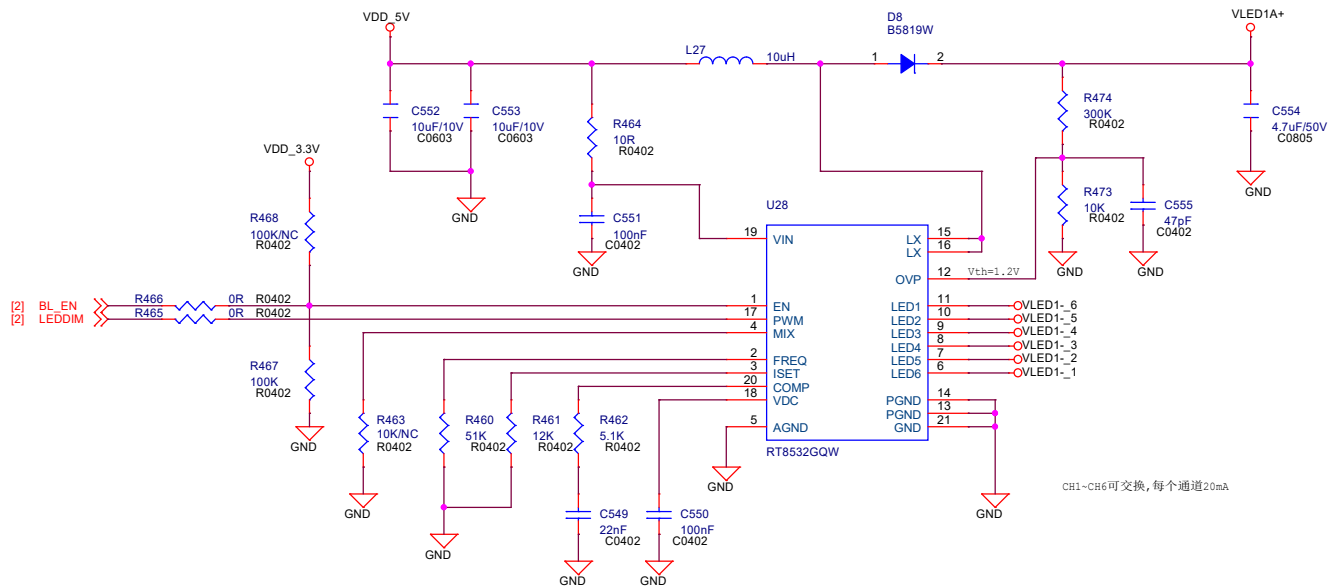 VDD_5V
D8
B5819W
VLED1A+
L27
10uH
1
2
C552
10uF/10V
C0603
C553
10uF/10V
C0603
R464
10R
R0402
R474
300K
R0402
C554
4.7uF/50V
C0805
VDD_3.3V
GND
GND
R468
100K/NC
R0402
C551
100nF
C0402
GND
U28
R473
10K
R0402
C555
47pF
C0402
GND
GND
19 VIN
LX 15
LX 16
OVP 12 Vth=1.2V
[2] BL_EN R466 0R R0402 1 EN
[2] LEDDIM R465 0R R0402 17 PWM
4 MIX
2 FREQ
3 ISET
20 COMP
18 VDC
5 AGND
LED1 11 VLED1-_6
LED2 10 VLED1-_5
LED3 9 VLED1-_4
LED4 8 VLED1-_3
LED5 7 VLED1-_2
LED6 6 VLED1-_1
PGND 14
PGND 13
GND 21
RT8532GQW
R467
100K
R0402
GND
R463
10K/NC
R0402
R460
51K
R0402
R461
12K
R0402
R462
5.1K
R0402
GND
GND
GND
GND
C549
22nF
C0402
C550
100nF
C0402
GND
GND
CH1~CH6可交换,每个通道20mA